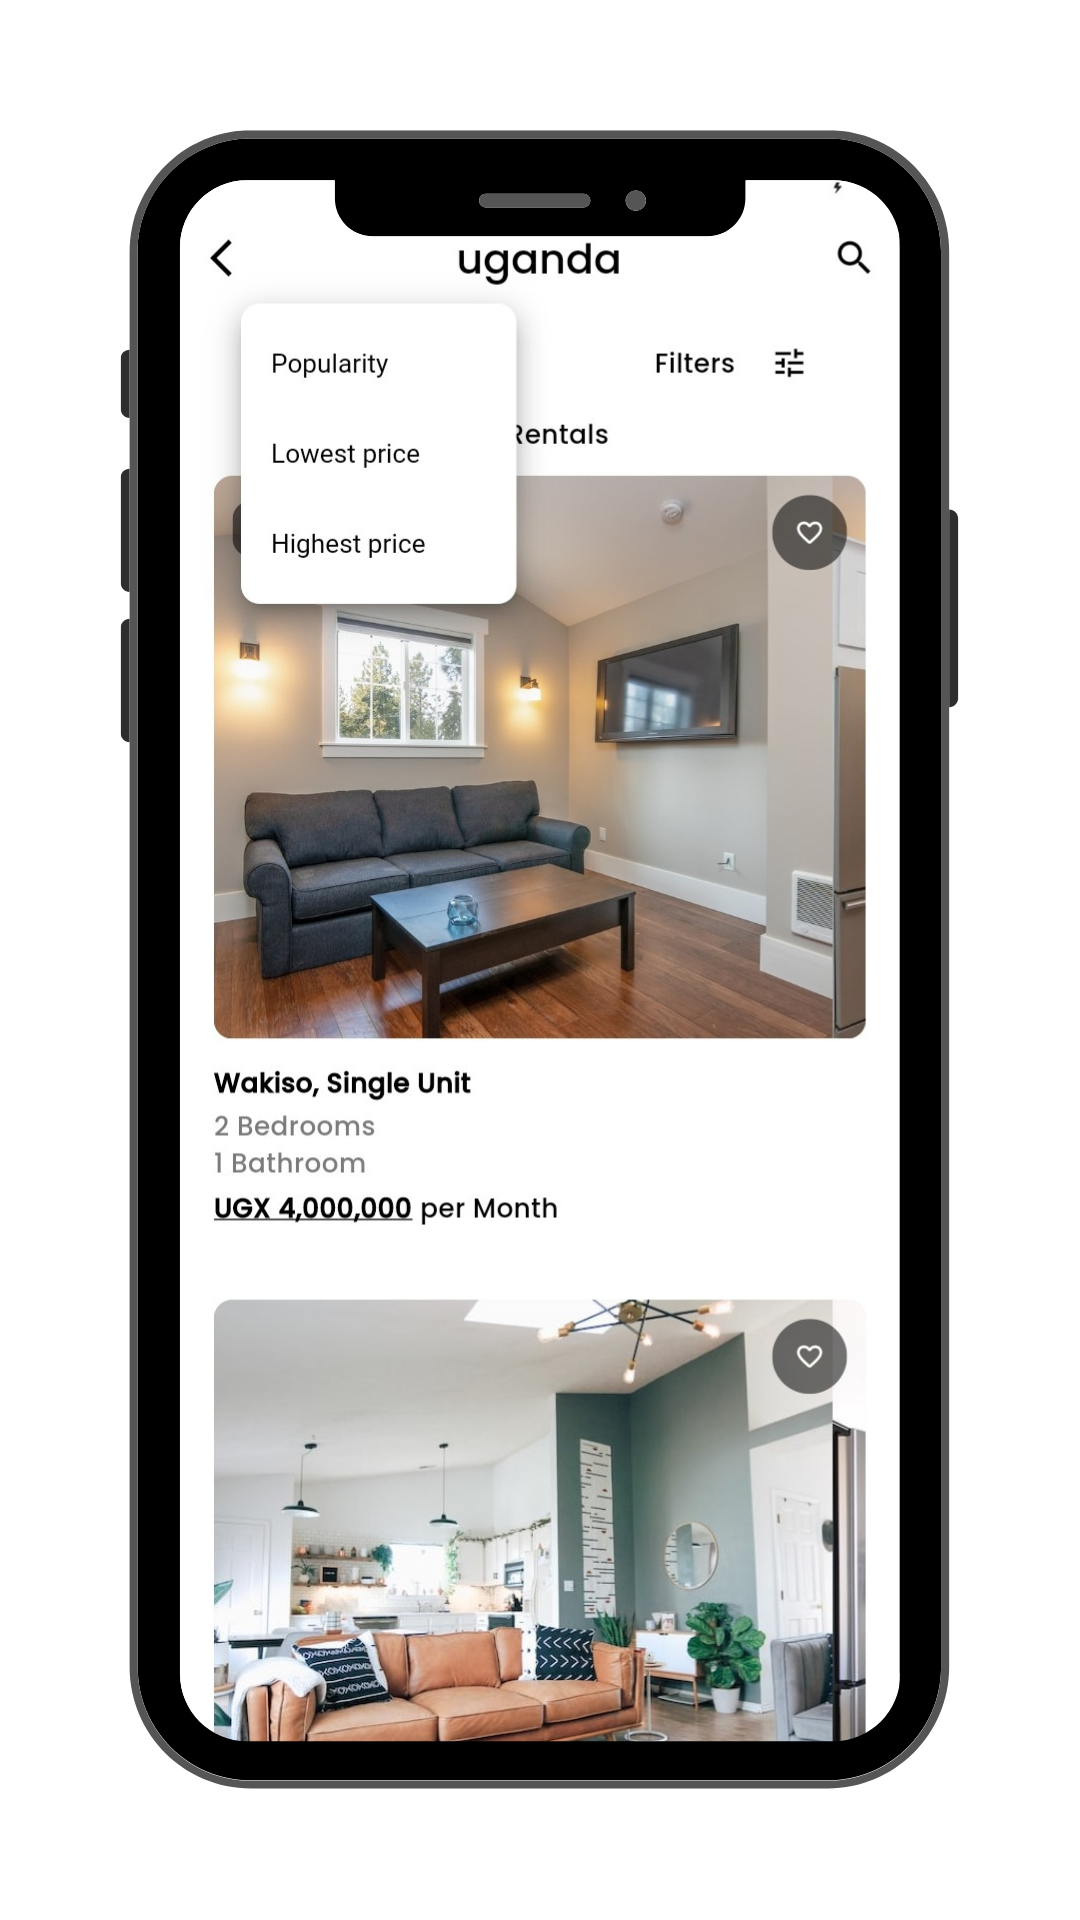 uganda
Popularity
Filters
Rentals
Lowest price
Highest price
Wakiso, Single Unit
2 Bedrooms
1 Bathroom
UGX 4,000,000 per Month